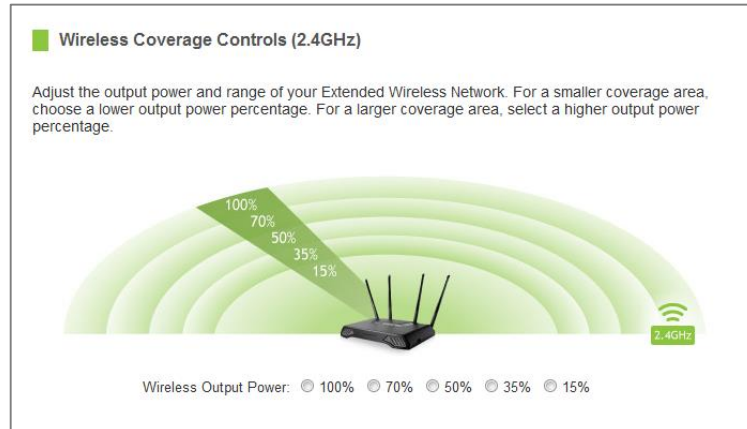 Wireless Coverage Controls (2.4GHz)
Adjust the output power and range of your Extended Wireless Network. For a smaller coverage area,
choose a lower output power percentage. For a larger coverage area, select a higher output power
percentage.
100%
70%
50%
35%
15%
2.4GHz
Wireless Output Power: 100% 70% 50% 35% 15%